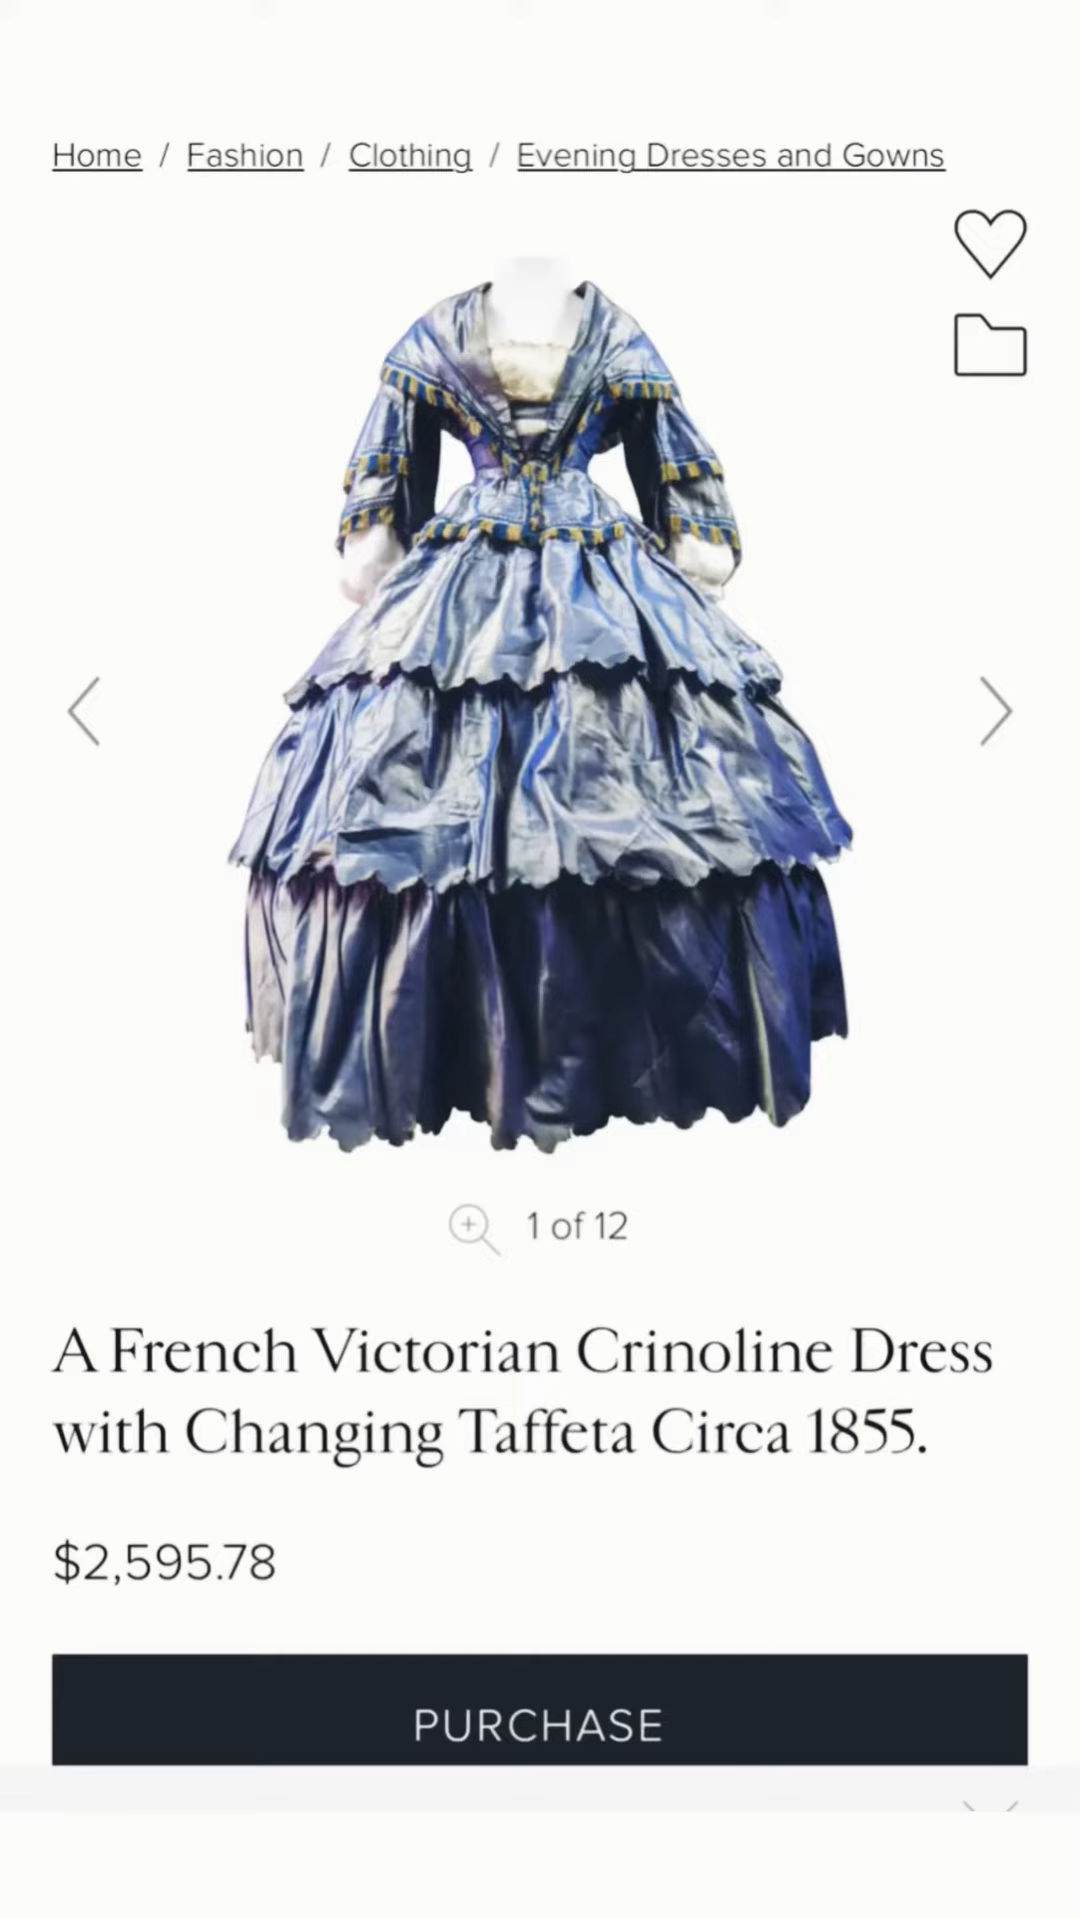 Home / Fashion / Clothing / Evening Dresses and Gowns
1 of 12
A French Victorian Crinoline Dress
with Changing Taffeta Circa 1855.
$2,595.78
PURCHASE